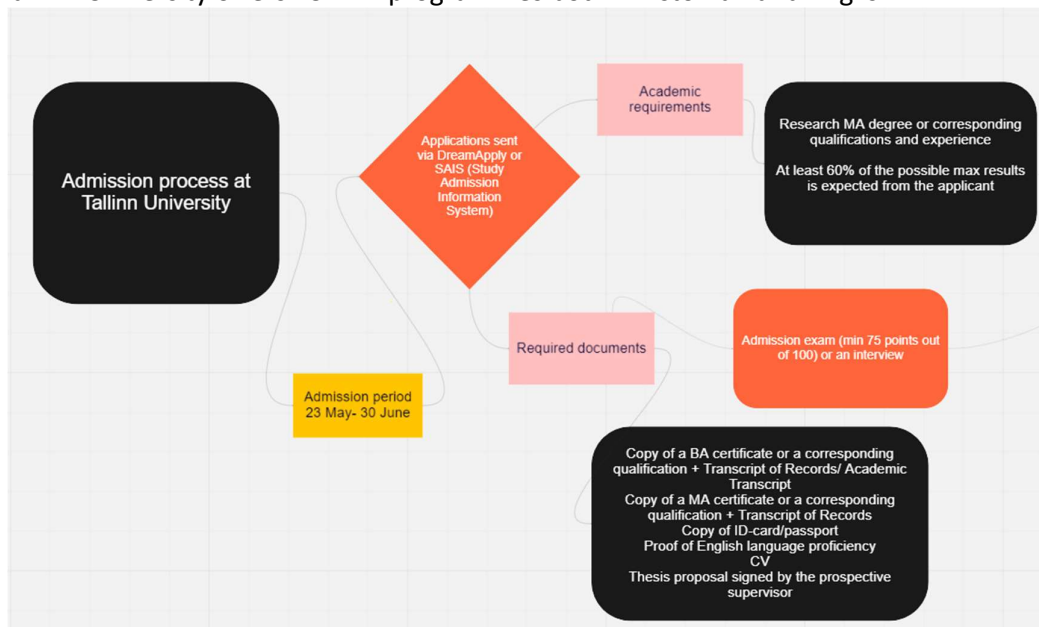 Admission process at
Tallinn University
Admission period
23 May- 30 June
Applications sent
via DreamApply or
SAIS (Study
Admission
Information
System)
Academic
requirements
Research MA degree or corresponding
qualifications and experience
At least 60% of the possible max results
is expected from the applicant
Required documents
Admission exam (min 75 points out
of 100) or an interview
Copy of a BA certificate or a corresponding
qualification + Transcript of Records/ Academic
Transcript
Copy of a MA certificate or a corresponding
qualification + Transcript of Records
Copy of ID-card/passport
Proof of English language proficiency
CV
Thesis proposal signed by the prospective
supervisor